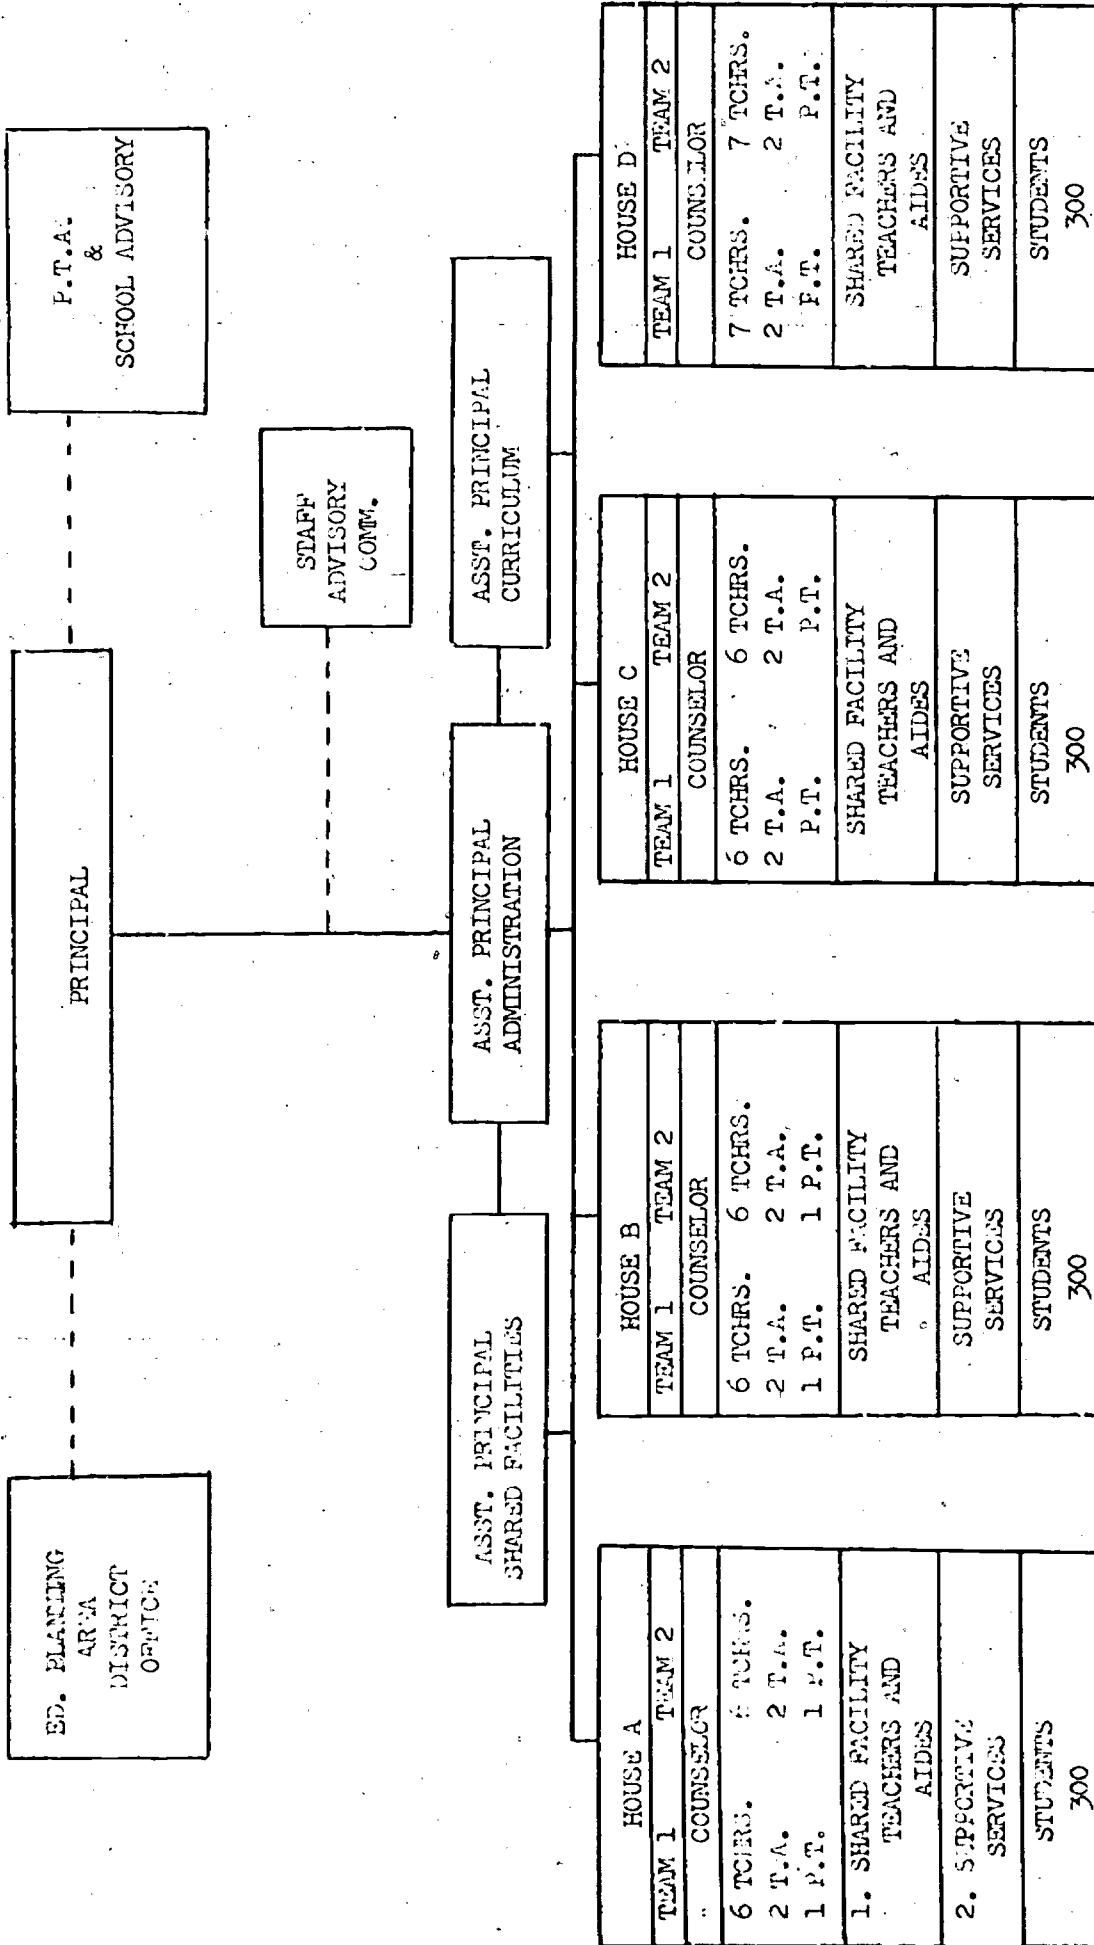 ED. PLANNING
AREA
DISTRICT
OFFICE
PRINCIPAL
P.T.A.
&
SCHOOL ADVISORY
STAFF
ADVISORY
COMM.
ASST. PRINCIPAL
SHARED FACILITIES
ASST. PRINCIPAL
ADMINISTRATION
ASST. PRINCIPAL
CURRICULUM
HOUSE A
TEAM 1 TEAM 2
COUNSELOR
6 TCHRS. TCHRS.
2 T.A. 2 T.A.
1 P.T. 1 P.T.
1. SHARED FACILITY
TEACHERS AND
AIDES
2. SUPPORTIVE
SERVICES
STUDENTS
300
HOUSE B
TEAM 1 TEAM 2
COUNSELOR
6 TCHRS. 6 TCHRS.
2 T.A. 2 T.A.
1 P.T. 1 P.T.
SHARED FACILITY
TEACHERS AND
AIDES
SUPPORTIVE
SERVICES
STUDENTS
300
HOUSE C
TEAM 1 TEAM 2
COUNSELOR
6 TCHRS. 6 TCHRS.
2 T.A. 2 T.A.
P.T. P.T.
SHARED FACILITY
TEACHERS AND
AIDES
SUPPORTIVE
SERVICES
STUDENTS
300
HOUSE D
TEAM 1 TEAM 2
COUNSELOR
7 TCHRS. 7 TCHRS.
2 T.A. 2 T.A.
P.T. P.T.
SHARED FACILITY
TEACHERS AND
AIDES
SUPPORTIVE
SERVICES
STUDENTS
300